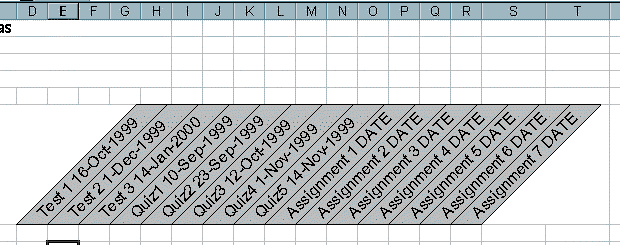 D E F G H I J K L M N O P Q R S T
as
Test 1 16-Oct-1999
Test 2 1-Dec-1999
Test 3 14-Jan-2000
Quiz1 10-Sep-1999
Quiz2 23-Sep-1999
Quiz3 12-Oct-1999
Quiz4 1-Nov-1999
Quiz5 14-Nov-1999
Assignment 1 DATE
Assignment 2 DATE
Assignment 3 DATE
Assignment 4 DATE
Assignment 5 DATE
Assignment 6 DATE
Assignment 7 DATE